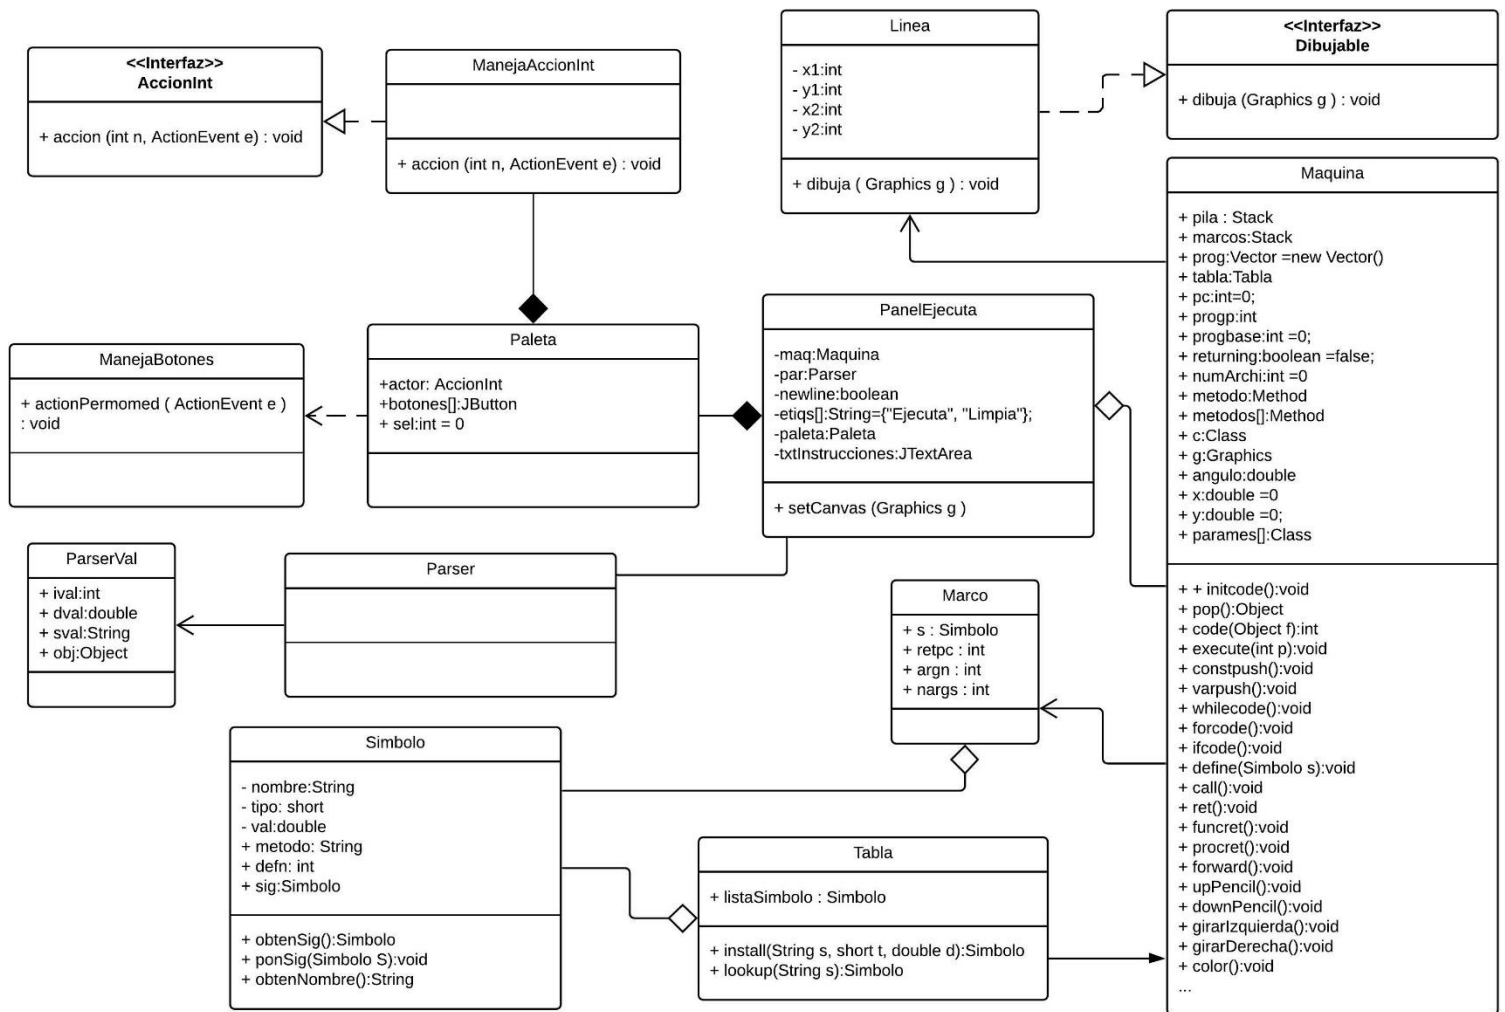 <<Interfaz>>
AccionInt
+ accion (int n, ActionEvent e) : void
ManejaAccionInt
+ accion (int n, ActionEvent e) : void
Linea
- x1:int
- y1:int
- x2:int
- y2:int
+ dibuja ( Graphics g ) : void
<<Interfaz>>
Dibujable
+ dibuja (Graphics g ) : void
ManejaBotones
+ actionPermomed ( ActionEvent e )
: void
Paleta
+actor: AccionInt
+botones[]:JButton
+ sel:int = 0
PanelEjecuta
-maq:Maquina
-par:Parser
-newline:boolean
-etiqs[]:String={"Ejecuta", "Limpia"};
-paleta:Paleta
-txtInstrucciones:JTextArea
+ setCanvas (Graphics g )
Maquina
+ pila : Stack
+ marcos:Stack
+ prog:Vector =new Vector()
+ tabla:Tabla
+ pc:int=0;
+ progp:int
+ progbase:int =0;
+ returning:boolean =false;
+ numArchi:int =0
+ metodo:Method
+ metodos[]:Method
+ c:Class
+ g:Graphics
+ angulo:double
+ x:double =0
+ y:double =0;
+ parames[]:Class
+ + initcode():void
+ pop():Object
+ code(Object f):int
+ execute(int p):void
+ constpush():void
+ varpush():void
+ whilecode():void
+ forcode():void
+ ifcode():void
+ define(Simbolo s):void
+ call():void
+ ret():void
+ funcret():void
+ procret():void
+ forward():void
+ upPencil():void
+ downPencil():void
+ girarIzquierda():void
+ girarDerecha():void
+ color():void
...
ParserVal
+ ival:int
+ dval:double
+ sval:String
+ obj:Object
Parser
Marco
+ s : Simbolo
+ retpc : int
+ argn : int
+ nargs : int
Simbolo
- nombre:String
- tipo: short
- val:double
+ metodo: String
+ defn: int
+ sig:Simbolo
+ obtenSig():Simbolo
+ ponSig(Simbolo S):void
+ obtenNombre():String
Tabla
+ listaSimbolo : Simbolo
+ install(String s, short t, double d):Simbolo
+ lookup(String s):Simbolo